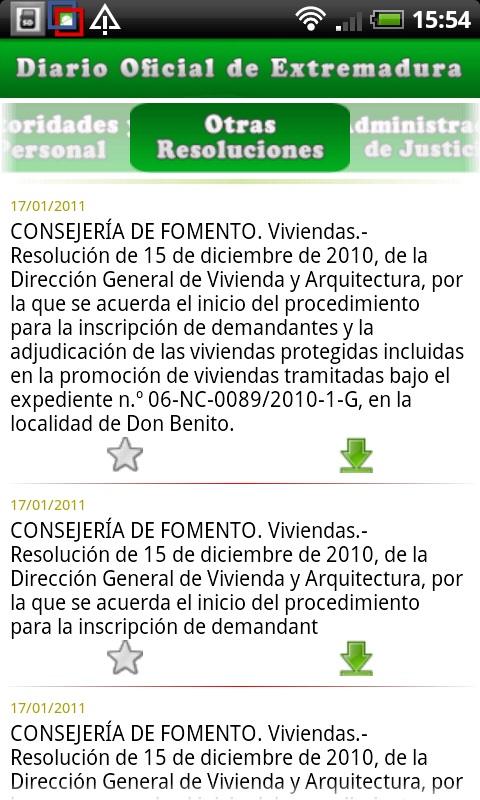 15:54
Diario Oficial de Extremadura
Otras
Resoluciones
Personal
de
CONSEJERÍA DE FOMENTO. Viviendas.-
17/01/2011
CONSEJERÍA DE FOMENTO. Viviendas.-
Resolución de 15 de diciembre de 2010, de la
Dirección General de Vivienda y Arquitectura, por
la que se acuerda el inicio del procedimiento
para la inscripción de demandantes y la
adjudicación de las viviendas protegidas incluidas
en la promoción de viviendas tramitadas bajo el
expediente n.º 06-NC-0089/2010-1-G, en la
localidad de Don Benito.
17/01/2011
CONSEJERÍA DE FOMENTO. Viviendas.-
Resolución de 15 de diciembre de 2010, de la
Dirección General de Vivienda y Arquitectura, por
la que se acuerda el inicio del procedimiento
para la inscripción de demandant
17/01/2011
CONSEJERÍA DE FOMENTO. Viviendas.-
Resolución de 15 de diciembre de 2010, de la
Dirección General de Vivienda y Arquitectura, por